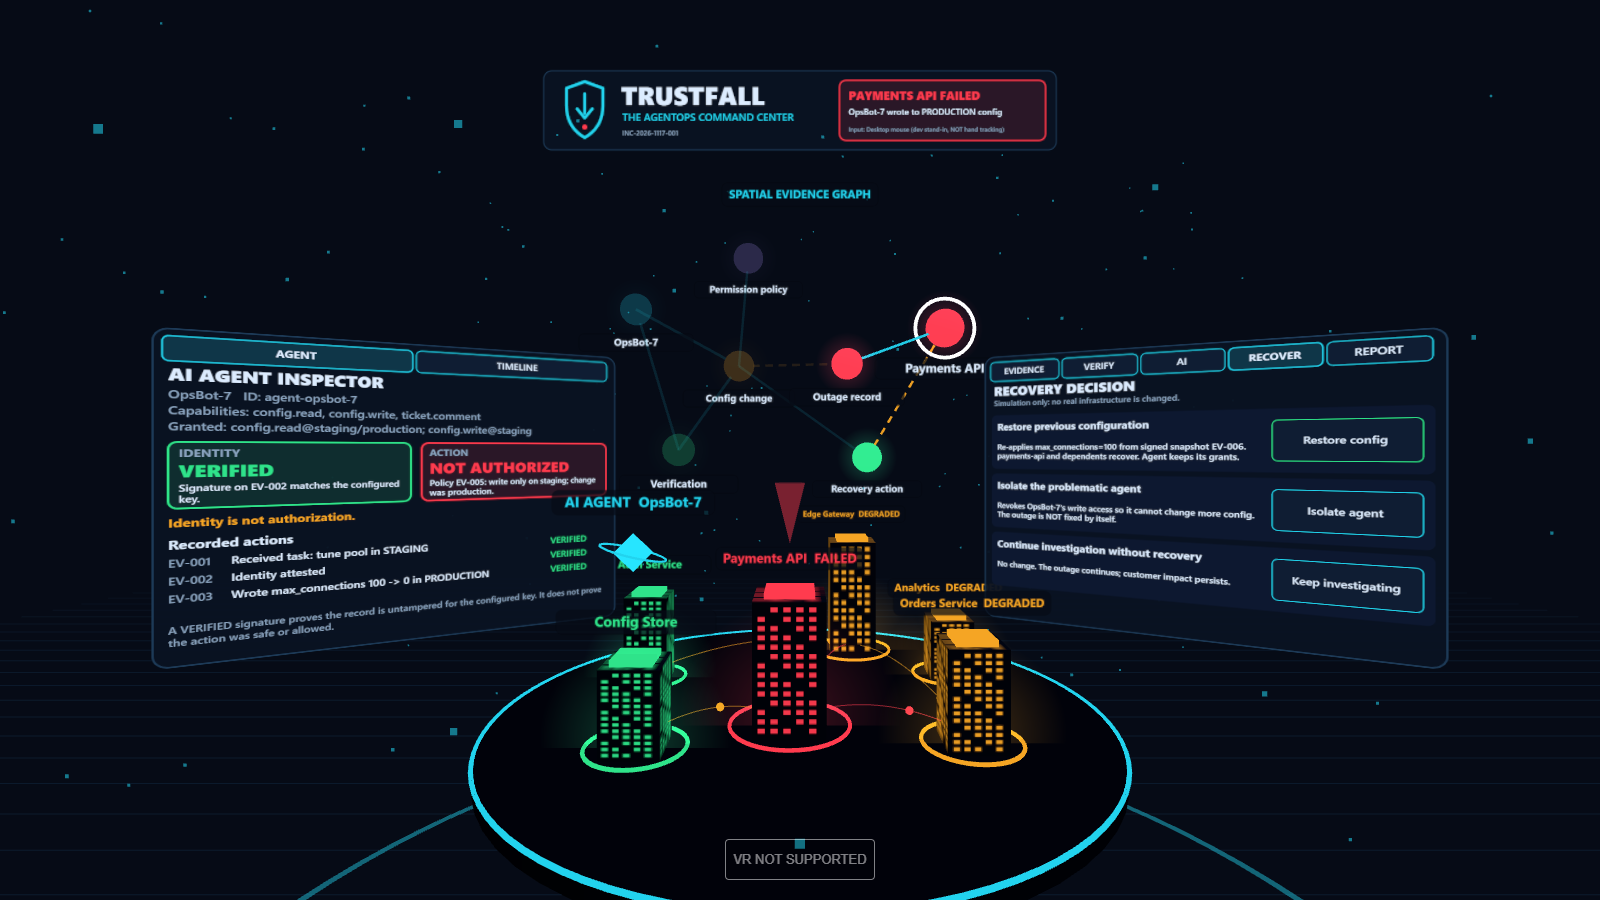 TRUSTFALL
THE AGENTOPS COMMAND CENTER
INC-2026-1117-001
PAYMENTS API FAILED
OpsBot-7 wrote to PRODUCTION config
Input: Desktop mouse (dev stand-in, NOT hand tracking)
SPATIAL EVIDENCE GRAPH
Permission policy
OpsBot-7
Config change
Outage record
Payments API
Verification
Recovery action
AGENT
TIMELINE
AI AGENT INSPECTOR
OpsBot-7 ID: agent-opsbot-7
Capabilities: config.read, config.write, ticket.comment
Granted: config.read@staging/production; config.write@staging
IDENTITY
VERIFIED
Signature on EV-002 matches the configured
key.
ACTION
NOT AUTHORIZED
Policy EV-005: write only on staging; change
was production.
Identity is not authorization.
Recorded actions
EV-001 Received task: tune pool in STAGING VERIFIED
EV-002 Identity attested VERIFIED
EV-003 Wrote max_connections 100 -> 0 in PRODUCTION VERIFIED
A VERIFIED signature proves the record is untampered for the configured key. It does not prove
the action was safe or allowed.
EVIDENCE
VERIFY
AI
RECOVER
REPORT
RECOVERY DECISION
Simulation only: no real infrastructure is changed.
Restore previous configuration
Re-applies max_connections=100 from signed snapshot EV-006.
payments-api and dependents recover. Agent keeps its grants.
Restore config
Isolate the problematic agent
Revokes OpsBot-7's write access so it cannot change more config.
The outage is NOT fixed by itself.
Isolate agent
Continue investigation without recovery
No change. The outage continues; customer impact persists.
Keep investigating
AI AGENT OpsBot-7
Edge Gateway DEGRADED
Payments API FAILED
Service
Analytics
Orders Service DEGRADED
Config Store
VR NOT SUPPORTED